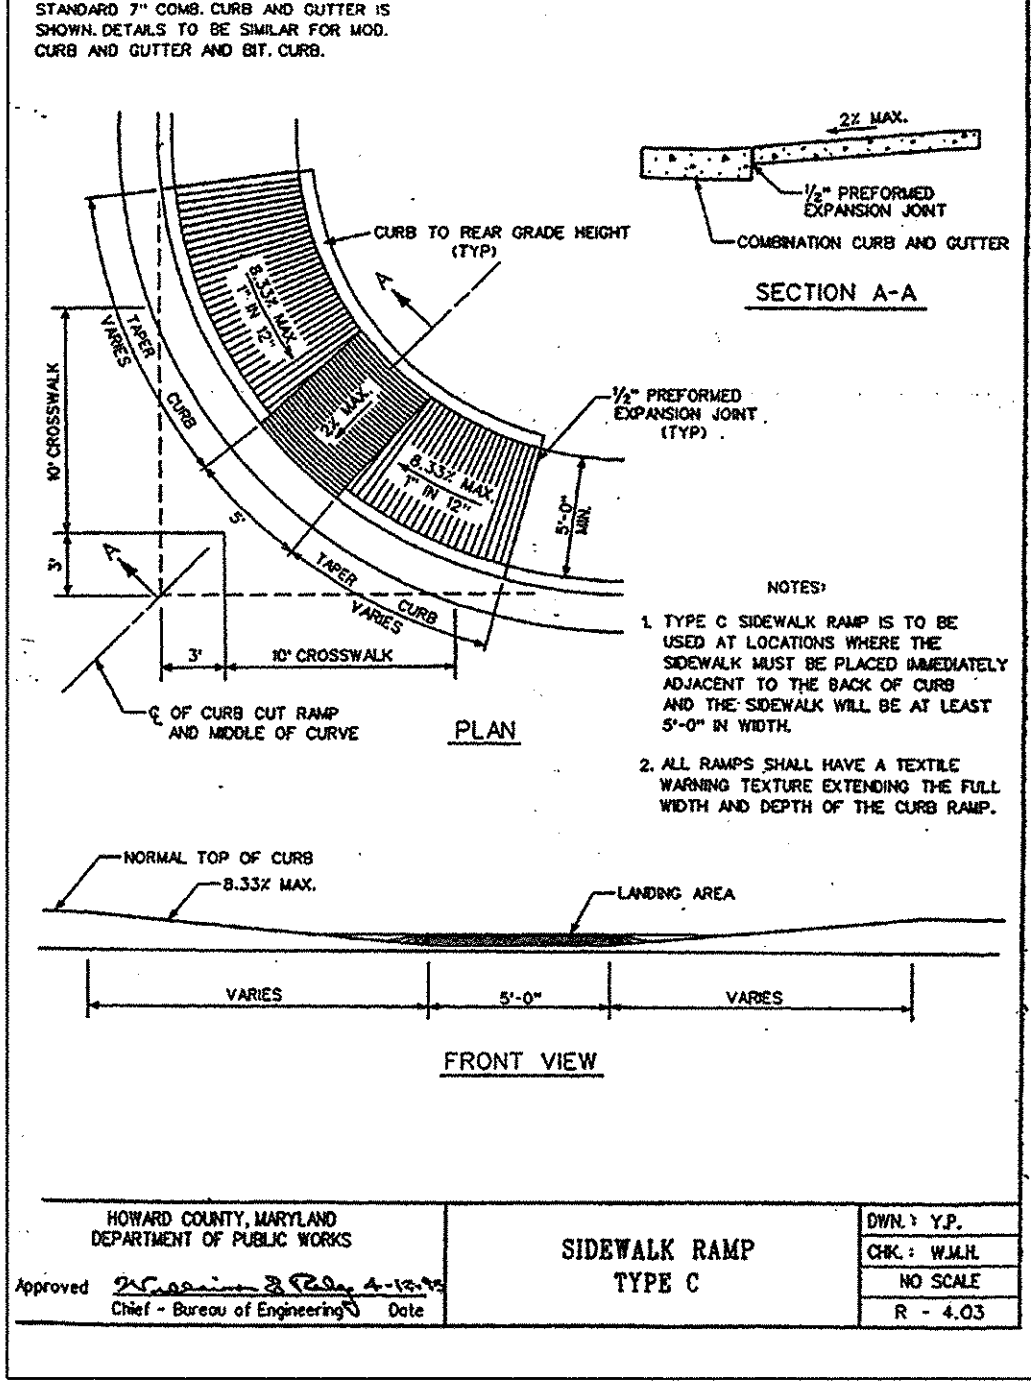 STANDARD 7" COMB. CURB AND GUTTER IS
SHOWN. DETAILS TO BE SIMILAR FOR MOD.
CURB AND GUTTER AND BIT. CURB.
2% MAX.
1/2" PREFORMED
EXPANSION JOINT
COMBINATION CURB AND GUTTER
SECTION A-A
CURB TO REAR GRADE HEIGHT
(TYP)
A
8.33% MAX.
1" IN 12"
TAPER
VARIES
CURB
10' CROSSWALK
2% MAX.
1/2" PREFORMED
EXPANSION JOINT
(TYP)
8.33% MAX.
1" IN 12"
5'-0"
MIN.
5'
3'
A
TAPER
VARIES
CURB
3'
10' CROSSWALK
℄ OF CURB CUT RAMP
AND MIDDLE OF CURVE
PLAN
NOTES:
1. TYPE C SIDEWALK RAMP IS TO BE
USED AT LOCATIONS WHERE THE
SIDEWALK MUST BE PLACED IMMEDIATELY
ADJACENT TO THE BACK OF CURB
AND THE SIDEWALK WILL BE AT LEAST
5'-0" IN WIDTH.
2. ALL RAMPS SHALL HAVE A TEXTILE
WARNING TEXTURE EXTENDING THE FULL
WIDTH AND DEPTH OF THE CURB RAMP.
NORMAL TOP OF CURB
8.33% MAX.
LANDING AREA
VARIES
5'-0"
VARIES
FRONT VIEW
HOWARD COUNTY, MARYLAND
DEPARTMENT OF PUBLIC WORKS
Approved
Chief - Bureau of Engineering Date
SIDEWALK RAMP
TYPE C
DWN. : Y.P.
CHK. : W.M.H.
NO SCALE
R - 4.03